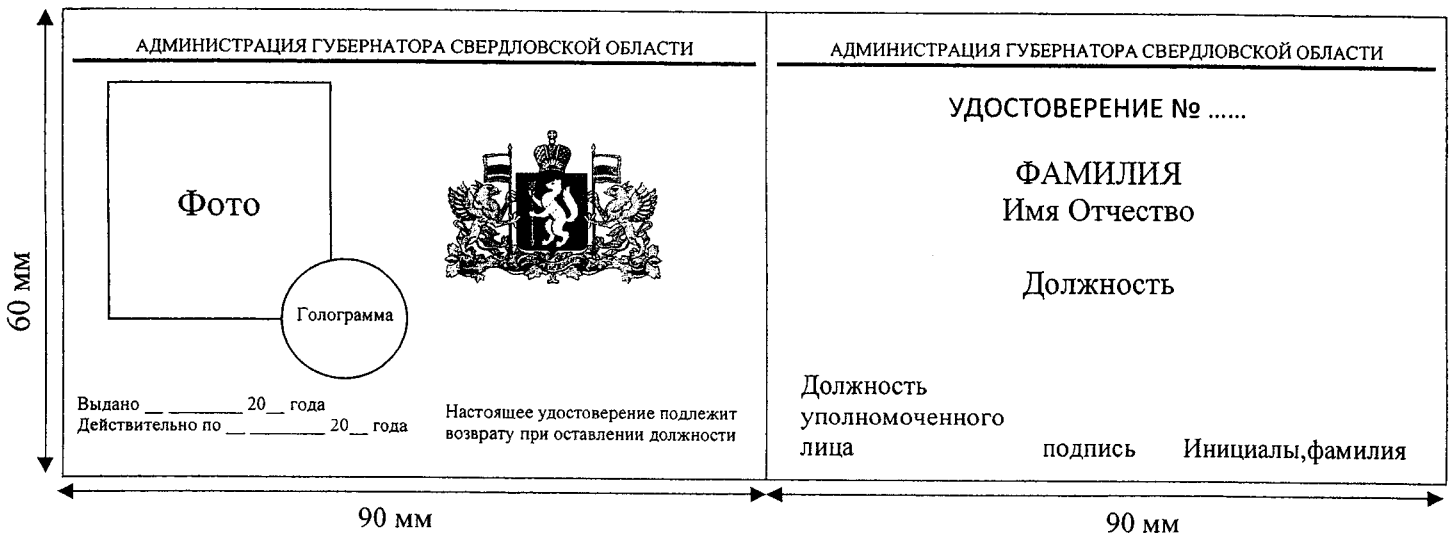 АДМИНИСТРАЦИЯ ГУБЕРНАТОРА СВЕРДЛОВСКОЙ ОБЛАСТИ
Фото
Голограмма
Выдано __ ________ 20__ года
Действительно по __ ________ 20__ года
Настоящее удостоверение подлежит
возврату при оставлении должности
АДМИНИСТРАЦИЯ ГУБЕРНАТОРА СВЕРДЛОВСКОЙ ОБЛАСТИ
УДОСТОВЕРЕНИЕ № ......
ФАМИЛИЯ
Имя Отчество
Должность
Должность
уполномоченного
лица подпись Инициалы,фамилия
60 мм
90 мм
90 мм